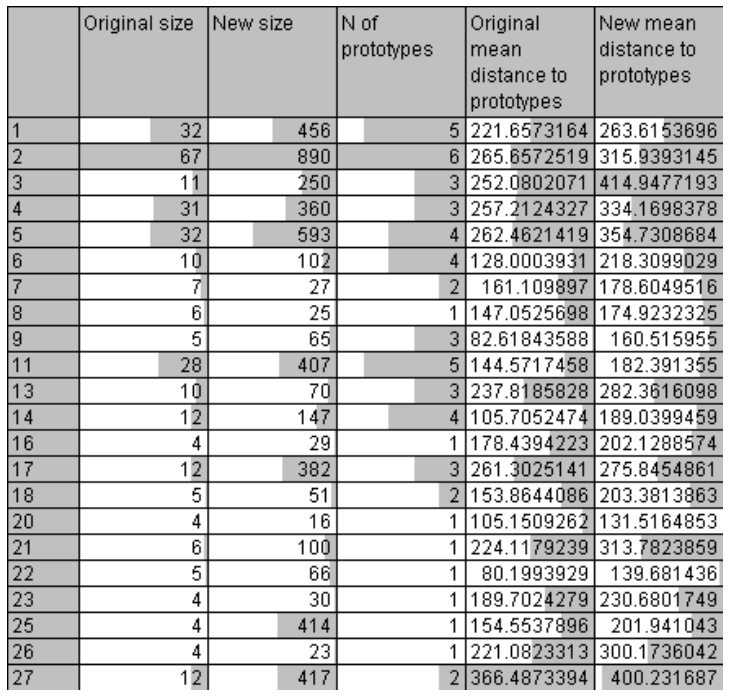 Original size New size N of prototypes Original mean distance to prototypes New mean distance to prototypes
1 32 456 5 221.6573164 263.6153696
2 67 890 6 265.6572519 315.9393145
3 11 250 3 252.0802071 414.9477193
4 31 360 3 257.2124327 334.1698378
5 32 593 4 262.4621419 354.7308684
6 10 102 4 128.0003931 218.3099029
7 7 27 2 161.109897 178.6049516
8 6 25 1 147.0525698 174.9232325
9 5 65 3 82.61843588 160.515955
11 28 407 5 144.5717458 182.391355
13 10 70 3 237.8185828 282.3616098
14 12 147 4 105.7052474 189.0399459
16 4 29 1 178.4394223 202.1288574
17 12 382 3 261.3025141 275.8454861
18 5 51 2 153.8644086 203.3813863
20 4 16 1 105.1509262 131.5164853
21 6 100 1 224.1179239 313.7823859
22 5 66 1 80.1993929 139.681436
23 4 30 1 189.7024279 230.6801749
25 4 414 1 154.5537896 201.941043
26 4 23 1 221.0823313 300.1736042
27 12 417 2 366.4873394 400.231687